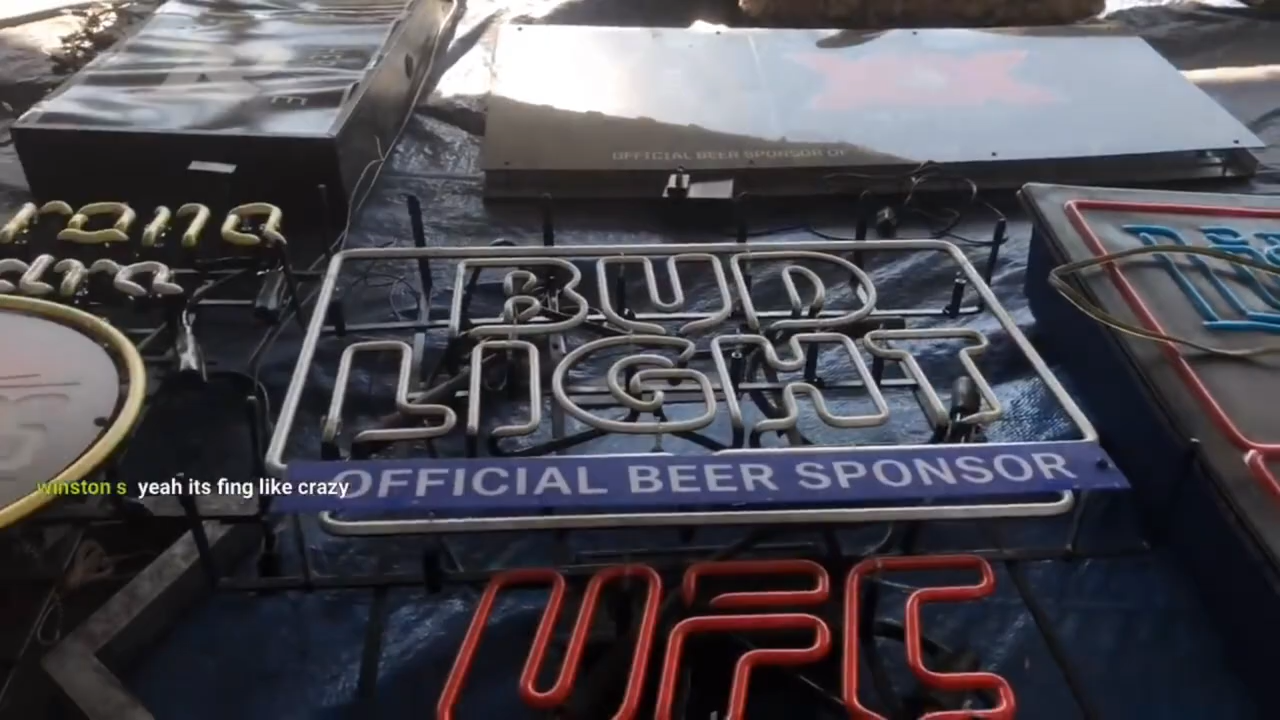 OFFICIAL BEER SPONSOR OF
BUD
LIGHT
OFFICIAL BEER SPONSOR
winston s yeah its fing like crazy
UFC